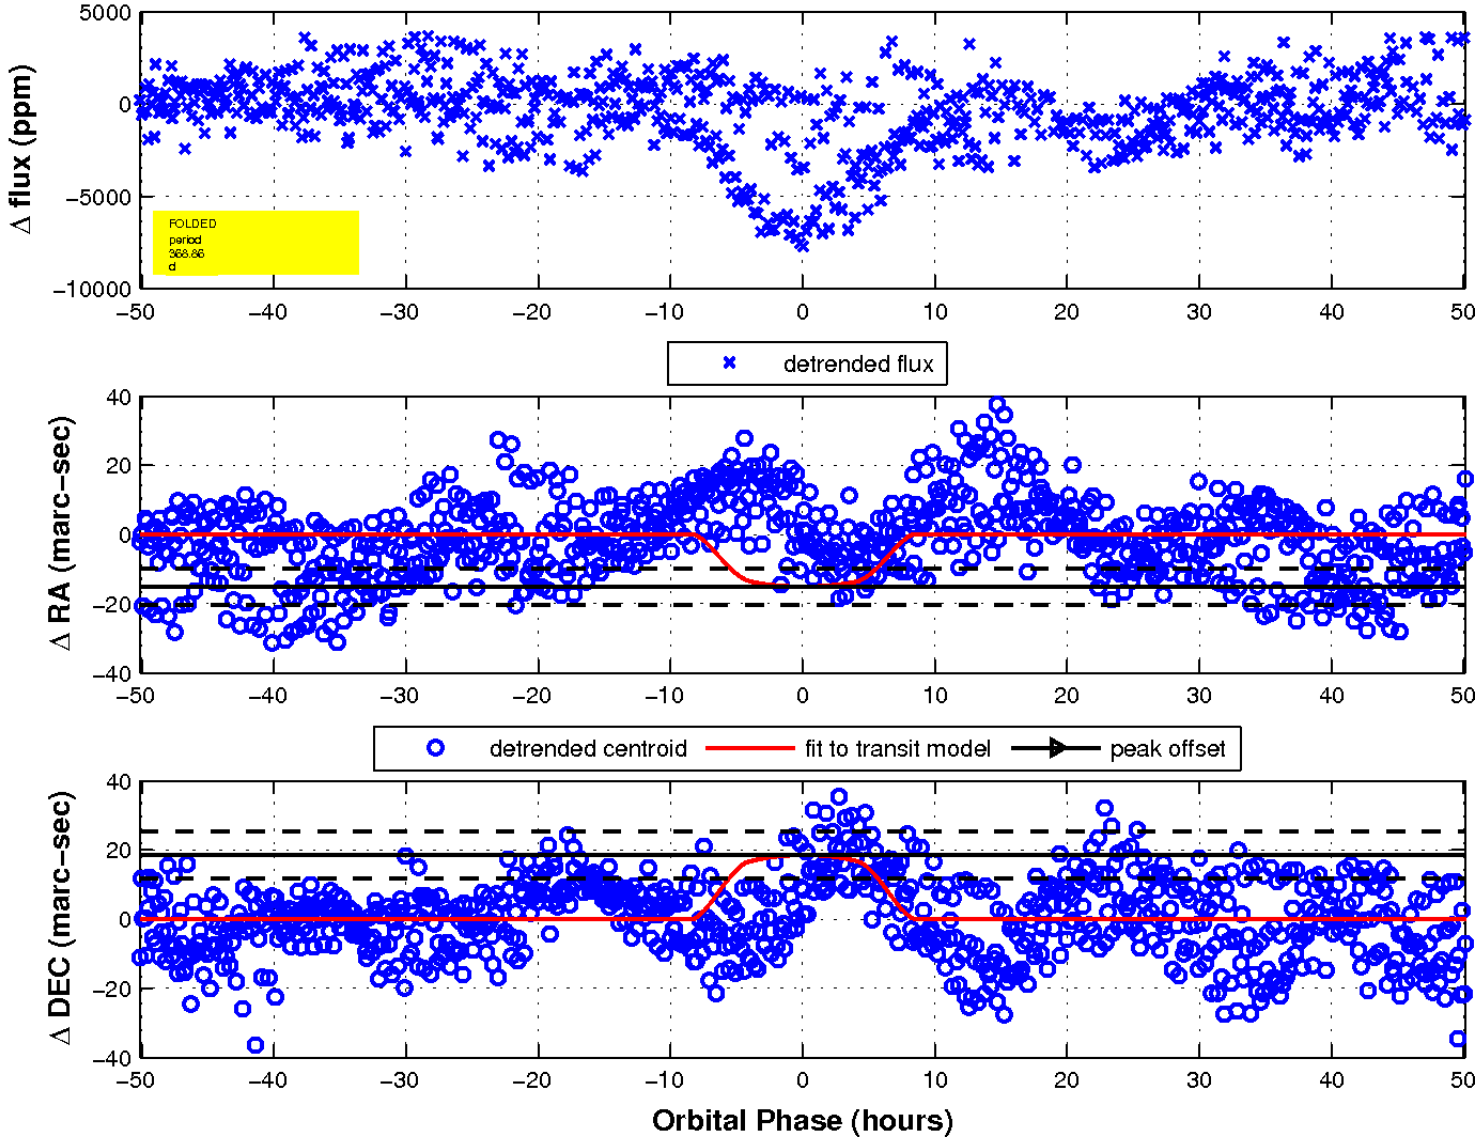 5000
0
−5000
−10000
Δ flux (ppm)
FOLDED
period
368.86
d
−50 −40 −30 −20 −10 0 10 20 30 40 50
detrended flux
40
20
0
−20
−40
Δ RA (marc−sec)
−50 −40 −30 −20 −10 0 10 20 30 40 50
detrended centroid fit to transit model peak offset
40
20
0
−20
−40
Δ DEC (marc−sec)
−50 −40 −30 −20 −10 0 10 20 30 40 50
Orbital Phase (hours)